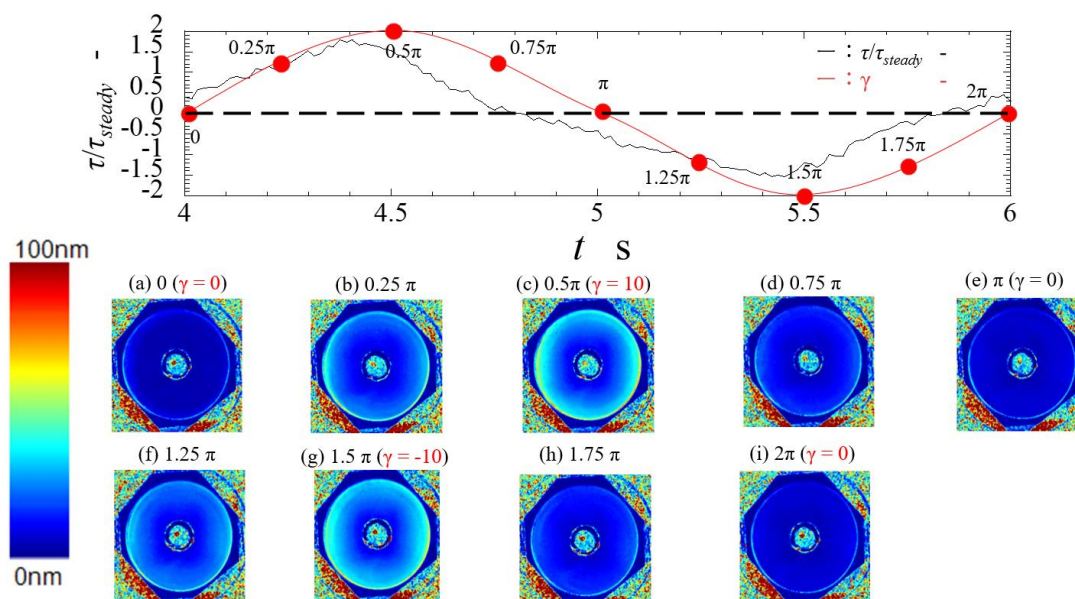 2
1.5
1
0.5
0
-0.5
-1
-1.5
-2
τ/τsteady -
0
0.25π
0.5π
0.75π
π
1.25π
1.5π
1.75π
2π
: τ/τsteady -
: γ -
4 4.5 5 5.5 6
t s
100nm
0nm
(a) 0 (γ = 0)
(b) 0.25 π
(c) 0.5π (γ = 10)
(d) 0.75 π
(e) π (γ = 0)
(f) 1.25 π
(g) 1.5 π (γ = -10)
(h) 1.75 π
(i) 2π (γ = 0)